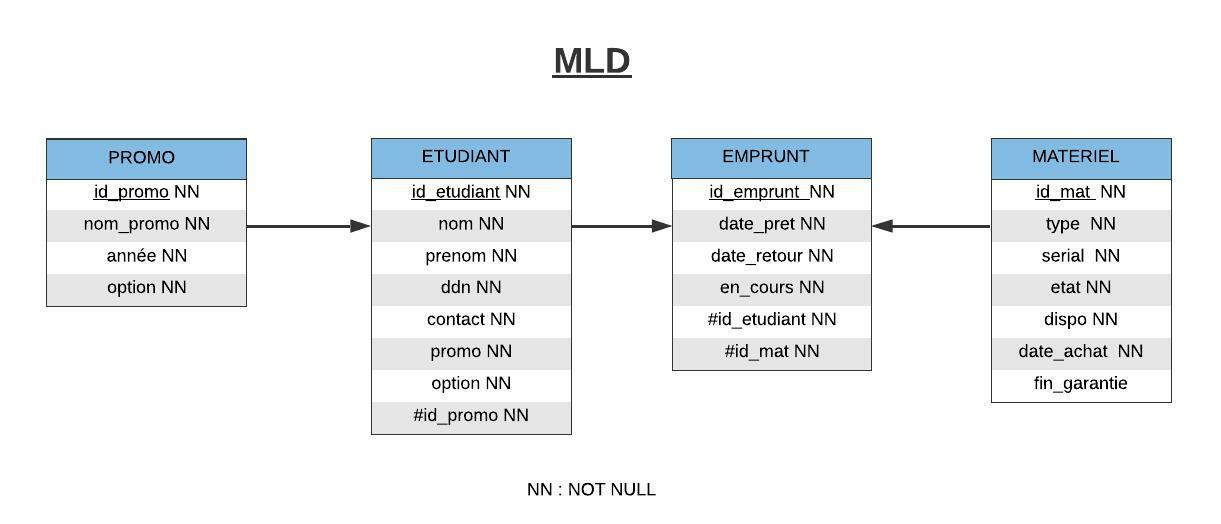 MLD
PROMO
id_promo NN
nom_promo NN
année NN
option NN
ETUDIANT
id_etudiant NN
nom NN
prenom NN
ddn NN
contact NN
promo NN
option NN
#id_promo NN
EMPRUNT
id_emprunt NN
date_pret NN
date_retour NN
en_cours NN
#id_etudiant NN
#id_mat NN
MATERIEL
id_mat NN
type NN
serial NN
etat NN
dispo NN
date_achat NN
fin_garantie
NN : NOT NULL